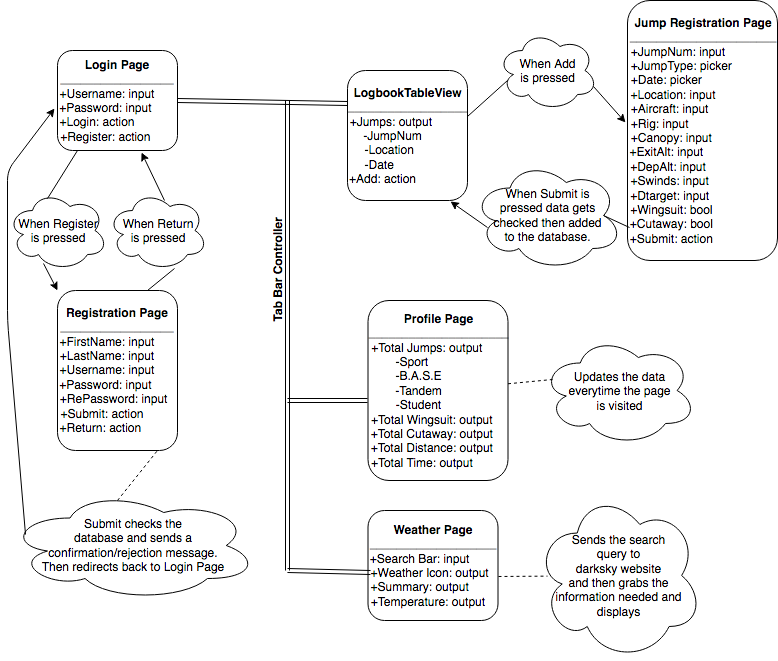 Login Page
+Username: input
+Password: input
+Login: action
+Register: action
When Register
is pressed
When Return
is pressed
Registration Page
+FirstName: input
+LastName: input
+Username: input
+Password: input
+RePassword: input
+Submit: action
+Return: action
Submit checks the
database and sends a
confirmation/rejection message.
Then redirects back to Login Page
Tab Bar Controller
LogbookTableView
+Jumps: output
-JumpNum
-Location
-Date
+Add: action
When Add
is pressed
When Submit is
pressed data gets
checked then added
to the database.
Jump Registration Page
+JumpNum: input
+JumpType: picker
+Date: picker
+Location: input
+Aircraft: input
+Rig: input
+Canopy: input
+ExitAlt: input
+DepAlt: input
+Swinds: input
+Dtarget: input
+Wingsuit: bool
+Cutaway: bool
+Submit: action
Profile Page
+Total Jumps: output
-Sport
-B.A.S.E
-Tandem
-Student
+Total Wingsuit: output
+Total Cutaway: output
+Total Distance: output
+Total Time: output
Updates the data
everytime the page
is visited
Weather Page
+Search Bar: input
+Weather Icon: output
+Summary: output
+Temperature: output
Sends the search
query to
darksky website
and then grabs the
information needed and
displays